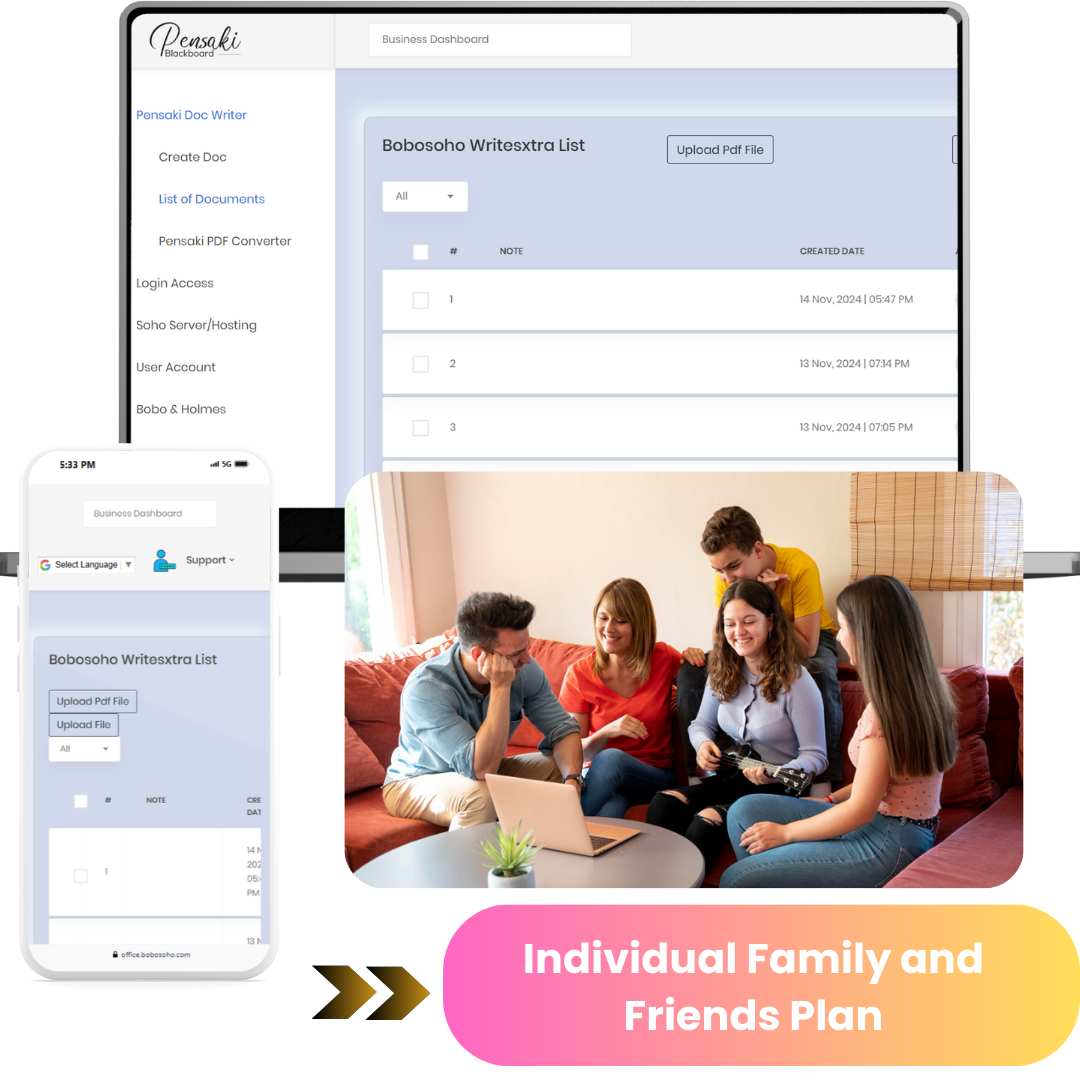 Pensaki
Blackboard
Business Dashboard
Pensaki Doc Writer
Create Doc
List of Documents
Pensaki PDF Converter
Login Access
Soho Server/Hosting
User Account
Bobo & Holmes
Bobosoho Writesxtra List
Upload Pdf File
All
# NOTE CREATED DATE
1 14 Nov, 2024 | 05:47 PM
2 13 Nov, 2024 | 07:14 PM
3 13 Nov, 2024 | 07:05 PM
5:33 PM 5G
Business Dashboard
G Select Language ▼ Support
Bobosoho Writesxtra List
Upload Pdf File
Upload File
All
# NOTE CRE
DAT
14 N
1 202
05:4
PM
13 N
office.bobosoho.com
Individual Family and
Friends Plan